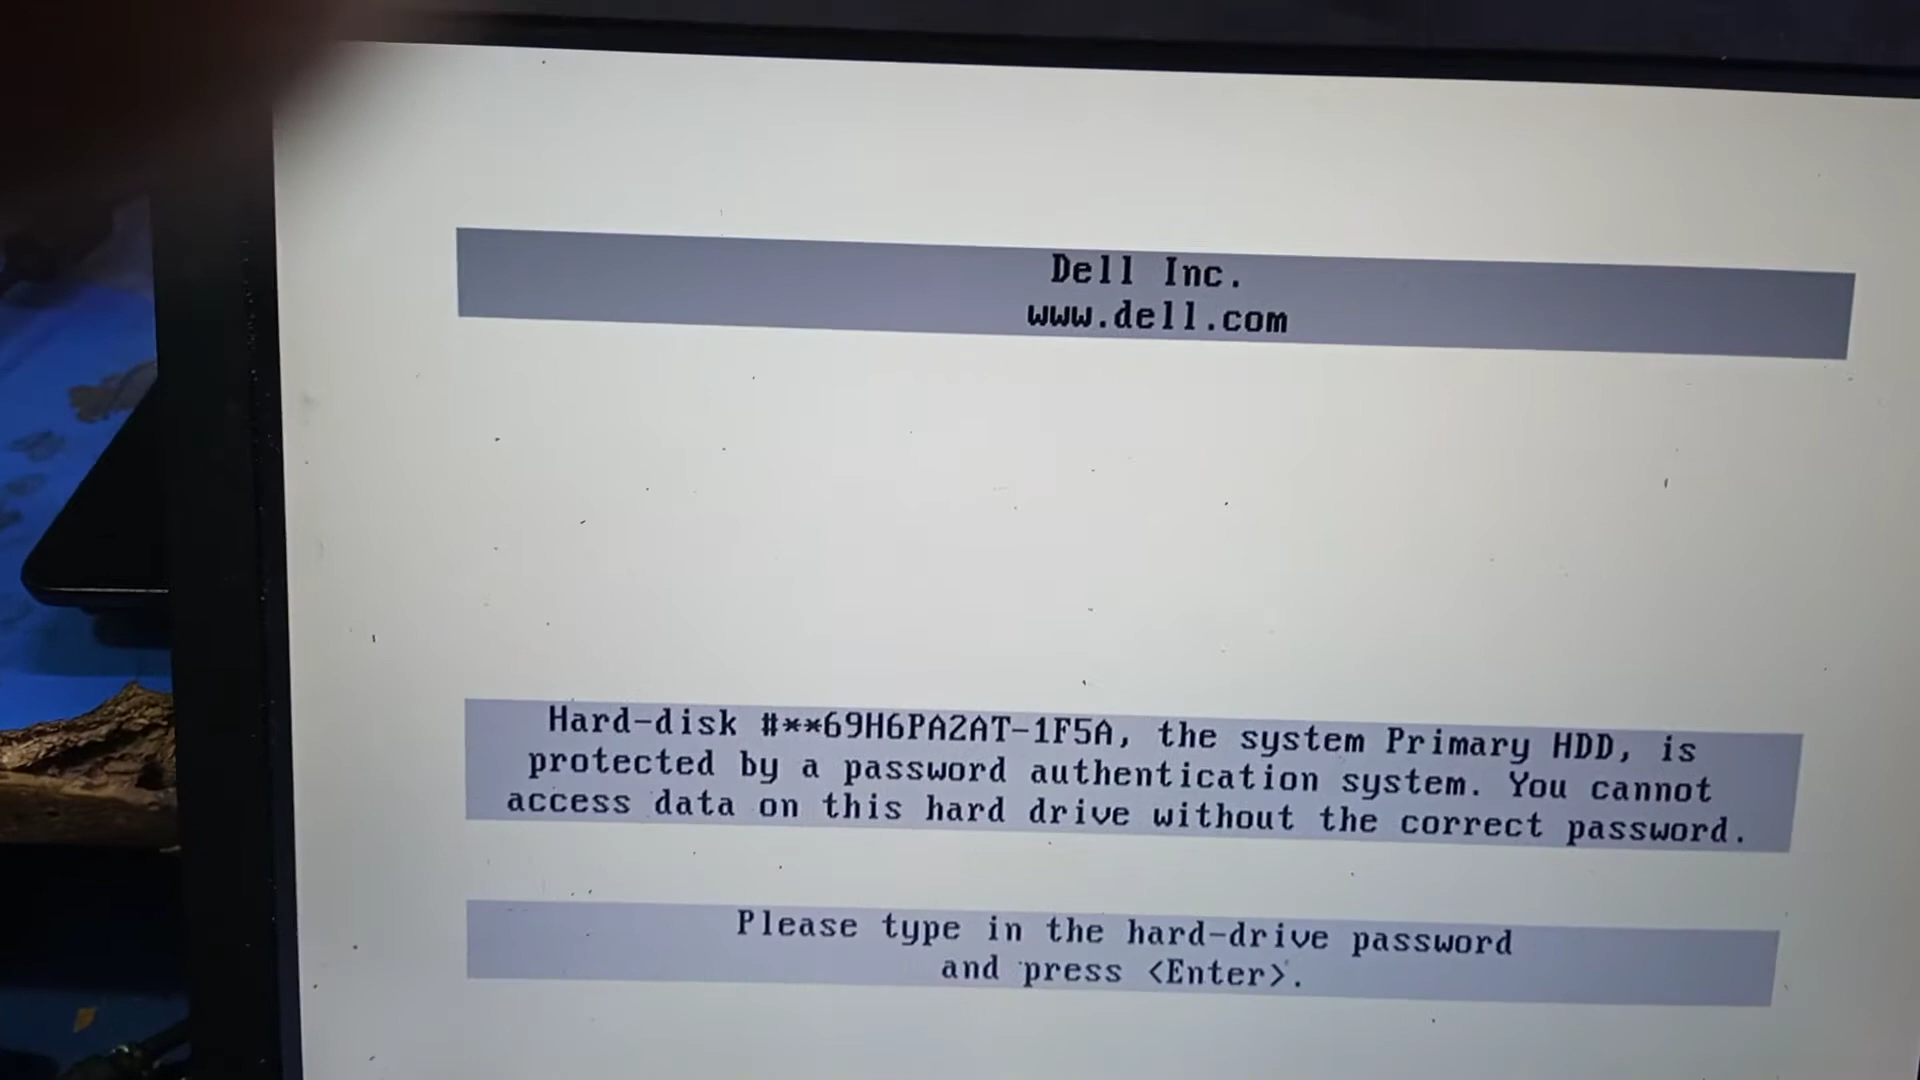 Dell Inc.
www.dell.com
Hard-disk #**69H6PA2AT-1F5A, the system Primary HDD, is
protected by a password authentication system. You cannot
access data on this hard drive without the correct password.
Please type in the hard-drive password
and press <Enter>.